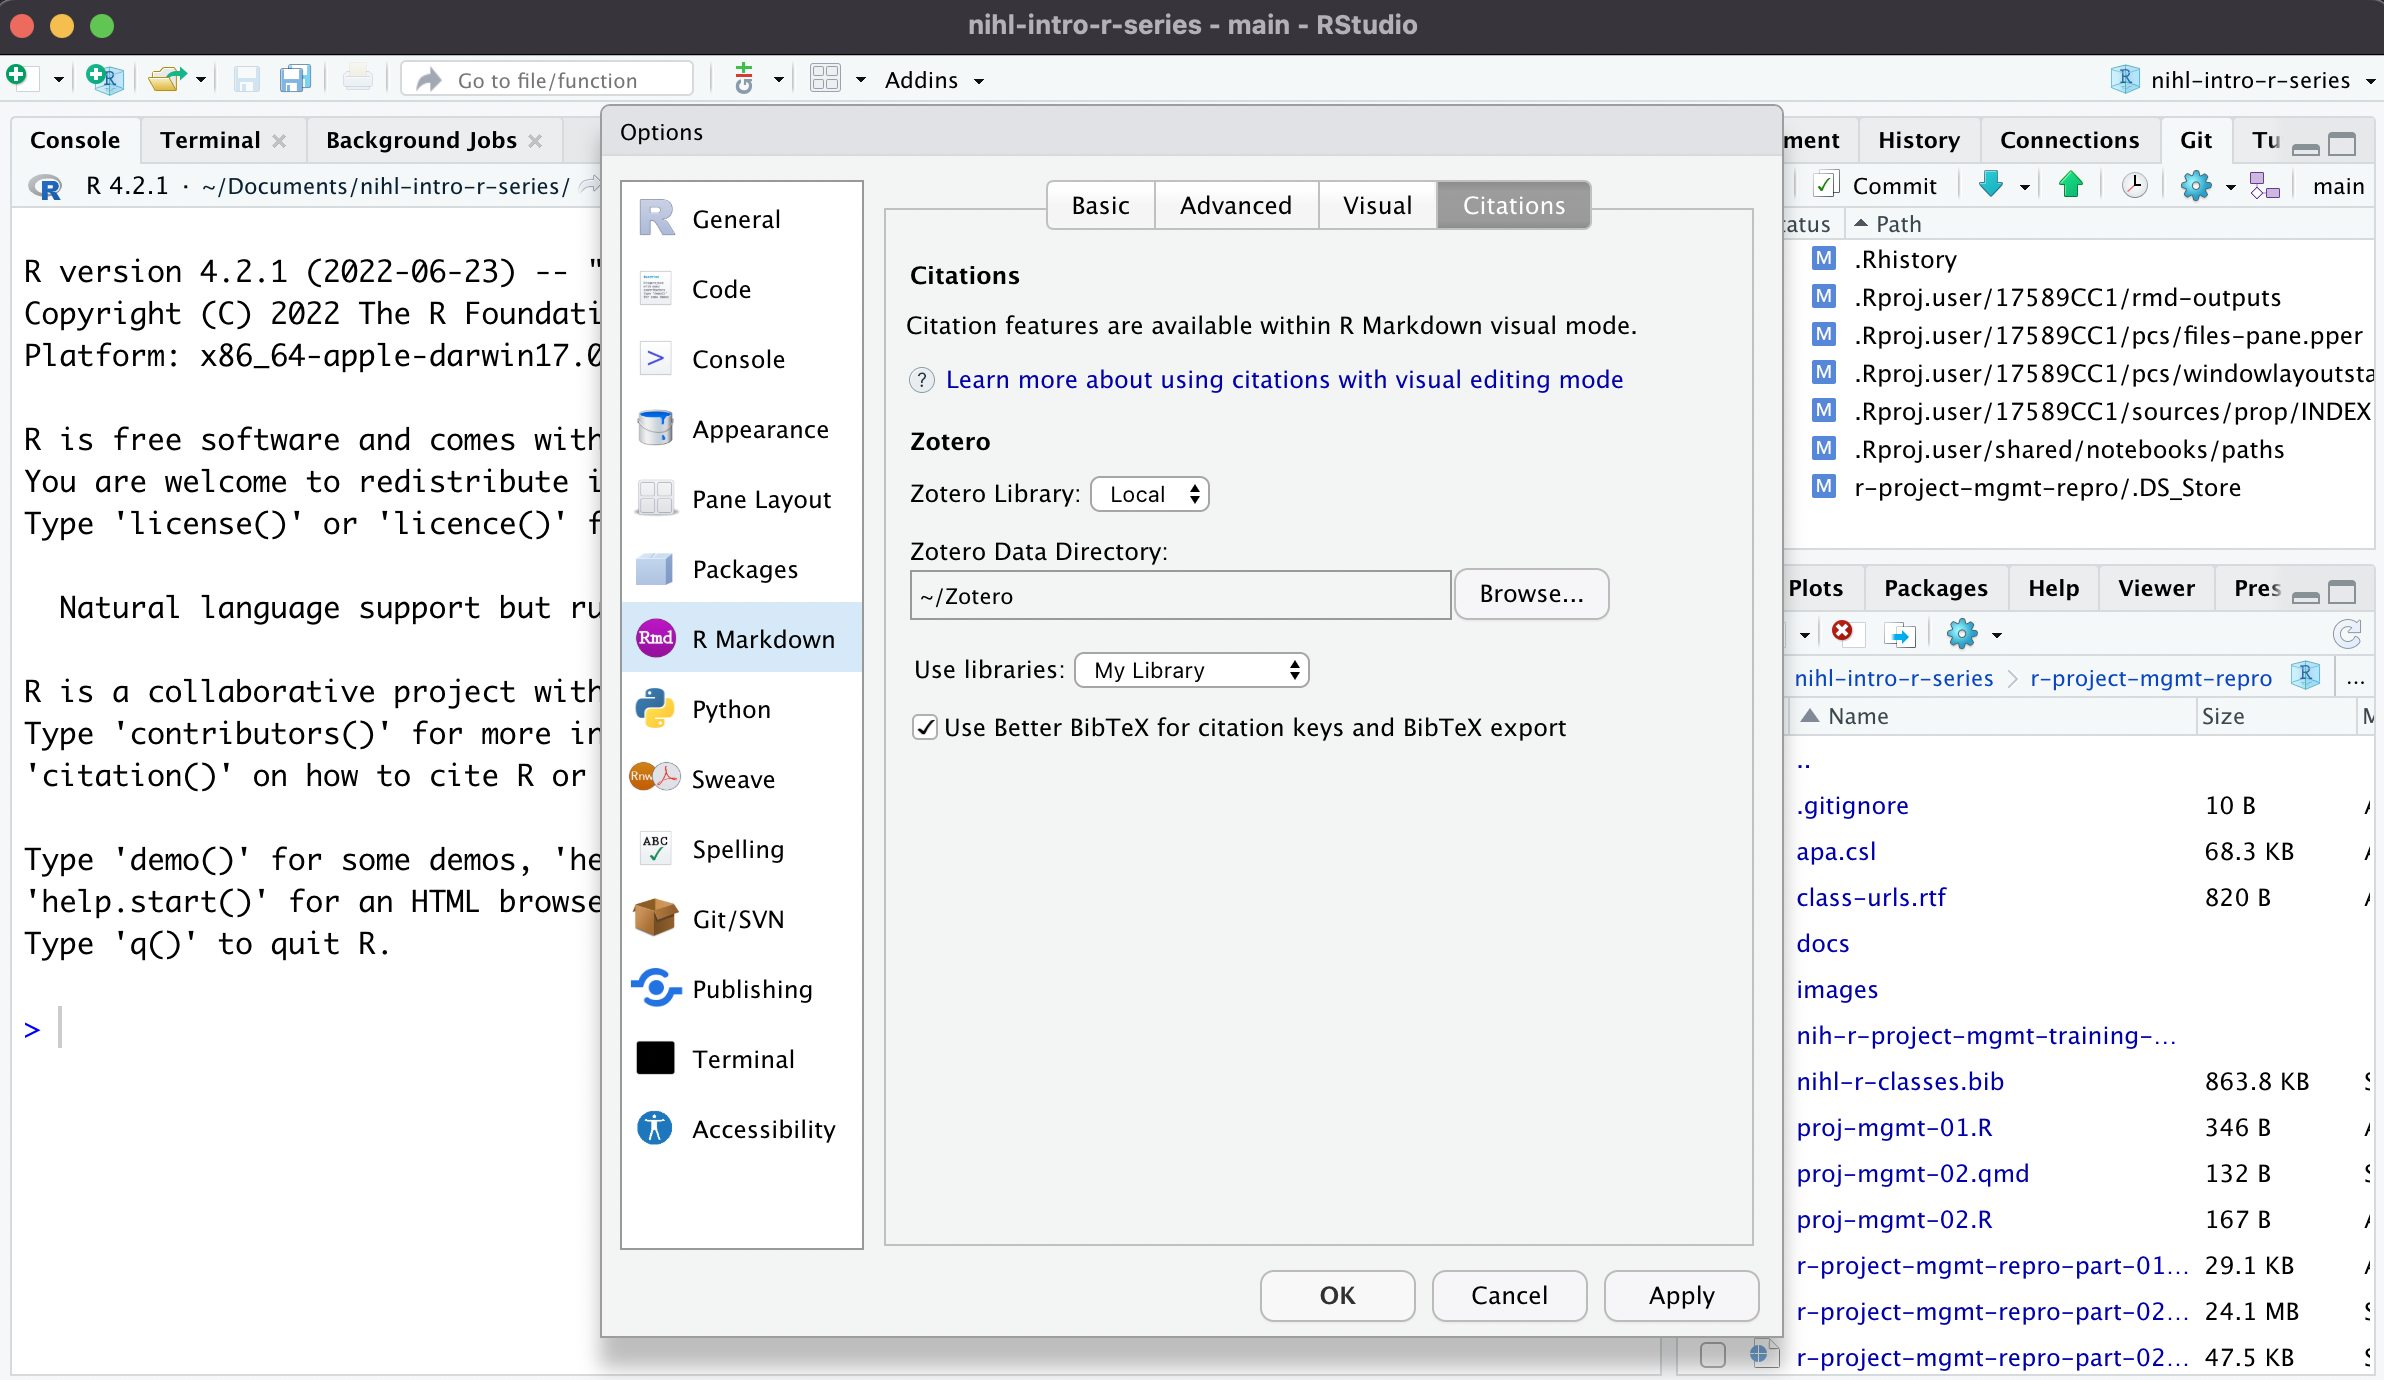 nihl-intro-r-series - main - RStudio
Go to file/function
Addins
nihl-intro-r-series
Console
Terminal
Background Jobs
R 4.2.1 · ~/Documents/nihl-intro-r-series/
R version 4.2.1 (2022-06-23) -- "
Copyright (C) 2022 The R Foundati
Platform: x86_64-apple-darwin17.0
R is free software and comes with
You are welcome to redistribute i
Type 'license()' or 'licence()' f
Natural language support but ru
R is a collaborative project with
Type 'contributors()' for more in
'citation()' on how to cite R or
Type 'demo()' for some demos, 'he
'help.start()' for an HTML browse
Type 'q()' to quit R.
>
Options
General
Code
Console
Appearance
Pane Layout
Packages
Rmd R Markdown
Python
Rnw Sweave
ABC Spelling
Git/SVN
Publishing
Terminal
Accessibility
Basic
Advanced
Visual
Citations
Citations
Citation features are available within R Markdown visual mode.
? Learn more about using citations with visual editing mode
Zotero
Zotero Library: Local
Zotero Data Directory:
~/Zotero
Browse...
Use libraries: My Library
Use Better BibTeX for citation keys and BibTeX export
OK
Cancel
Apply
ment
History
Connections
Git
Tu
Commit
main
atus
Path
M .Rhistory
M .Rproj.user/17589CC1/rmd-outputs
M .Rproj.user/17589CC1/pcs/files-pane.pper
M .Rproj.user/17589CC1/pcs/windowlayoutsta
M .Rproj.user/17589CC1/sources/prop/INDEX
M .Rproj.user/shared/notebooks/paths
M r-project-mgmt-repro/.DS_Store
Plots
Packages
Help
Viewer
Pres
nihl-intro-r-series
r-project-mgmt-repro
...
Name Size
..
.gitignore 10 B
apa.csl 68.3 KB
class-urls.rtf 820 B
docs
images
nih-r-project-mgmt-training-...
nihl-r-classes.bib 863.8 KB
proj-mgmt-01.R 346 B
proj-mgmt-02.qmd 132 B
proj-mgmt-02.R 167 B
r-project-mgmt-repro-part-01... 29.1 KB
r-project-mgmt-repro-part-02... 24.1 MB
r-project-mgmt-repro-part-02... 47.5 KB